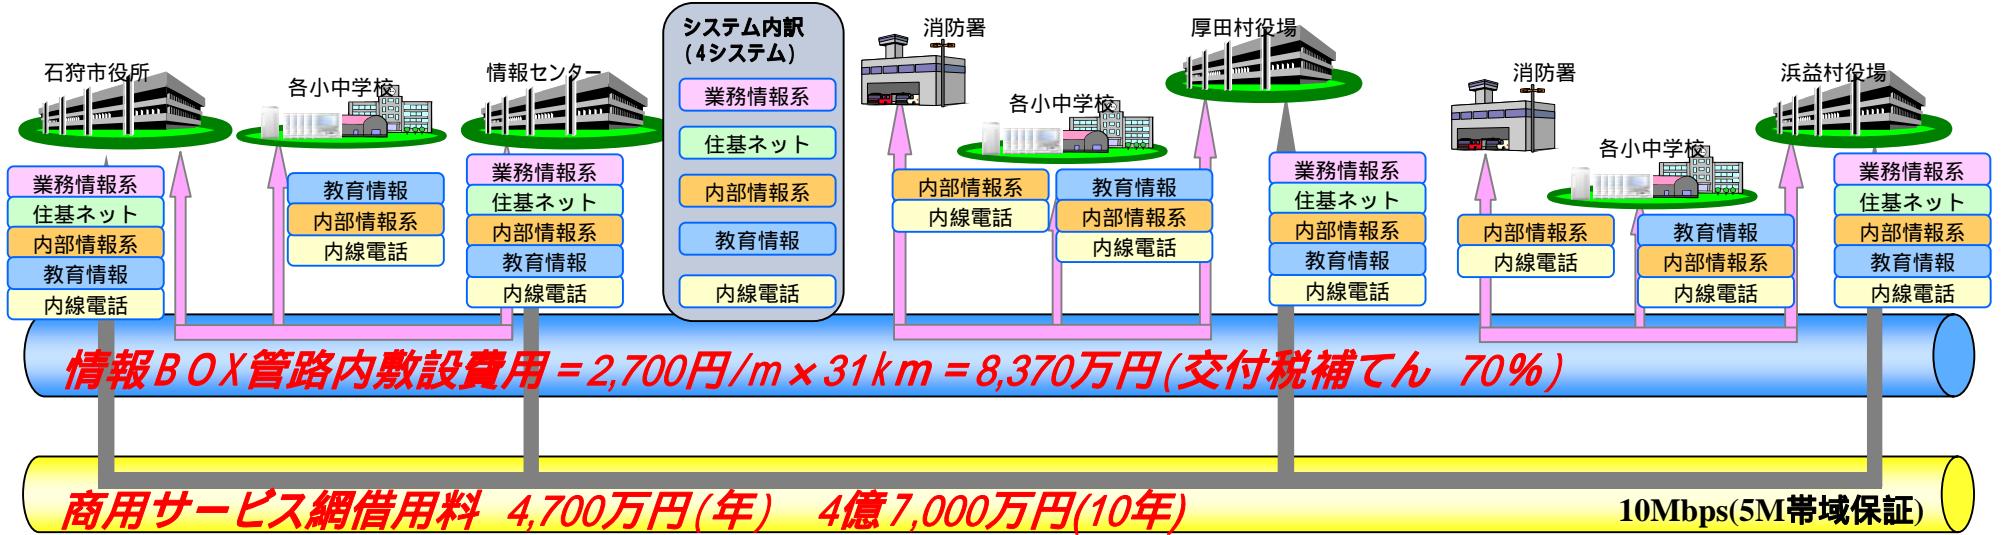 石狩市役所
業務情報系
住基ネット
内部情報系
教育情報
内線電話
各小中学校
教育情報
内部情報系
内線電話
情報センター
業務情報系
住基ネット
内部情報系
教育情報
内線電話
システム内訳
(4システム)
業務情報系
住基ネット
内部情報系
教育情報
内線電話
消防署
内部情報系
内線電話
各小中学校
教育情報
内部情報系
内線電話
厚田村役場
業務情報系
住基ネット
内部情報系
教育情報
内線電話
消防署
内部情報系
内線電話
各小中学校
教育情報
内部情報系
内線電話
浜益村役場
業務情報系
住基ネット
内部情報系
教育情報
内線電話
情報BOX管路内敷設費用=2,700円/m×31km=8,370万円(交付税補てん 70%)
商用サービス網借用料 4,700万円(年) 4億7,000万円(10年)
10Mbps(5M帯域保証)